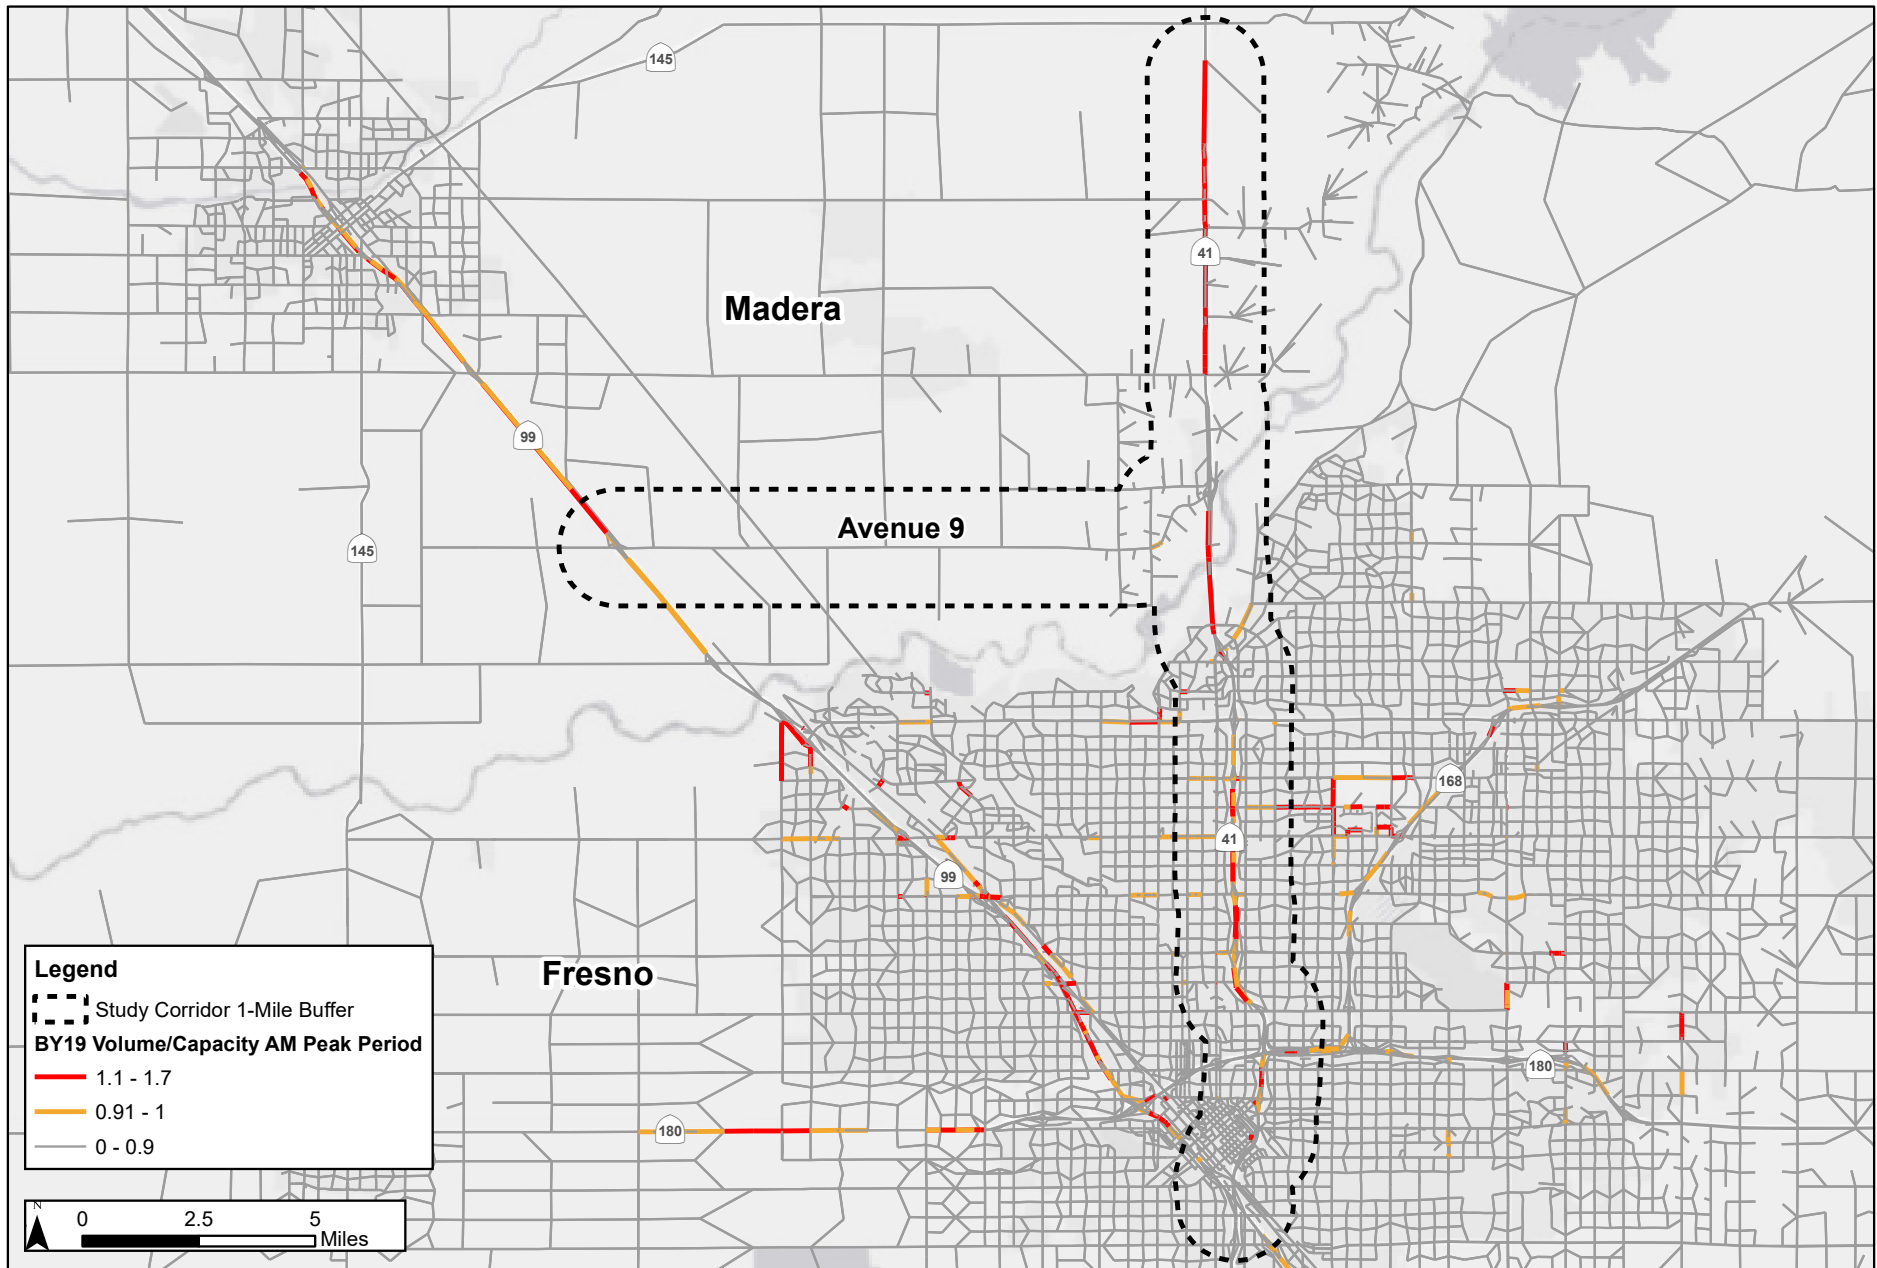 145
41
Madera
99
Avenue 9
145
168
41
99
Fresno
180
180
Legend
Study Corridor 1-Mile Buffer
BY19 Volume/Capacity AM Peak Period
1.1 - 1.7
0.91 - 1
0 - 0.9
N
0 2.5 5
Miles